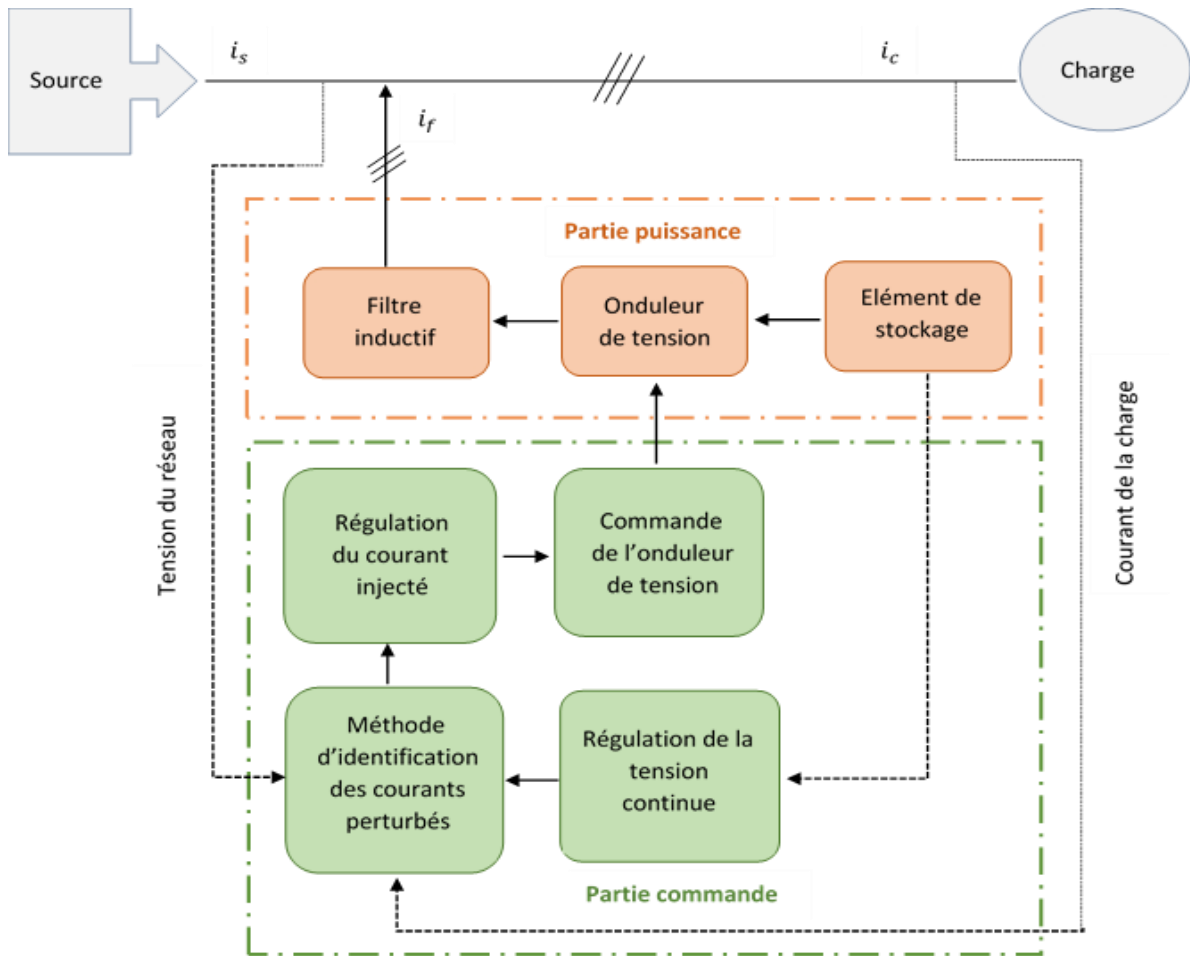 Source
i_s
i_c
Charge
i_f
Partie puissance
Filtre
inductif
Onduleur
de tension
Elément de
stockage
Tension du réseau
Courant de la charge
Régulation
du courant
injecté
Commande
de l'onduleur
de tension
Méthode
d'identification
des courants
perturbés
Régulation de la
tension
continue
Partie commande